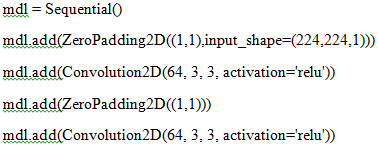 mdl = Sequential()
mdl.add(ZeroPadding2D((1,1),input_shape=(224,224,1)))
mdl.add(Convolution2D(64, 3, 3, activation='relu'))
mdl.add(ZeroPadding2D((1,1)))
mdl.add(Convolution2D(64, 3, 3, activation='relu'))